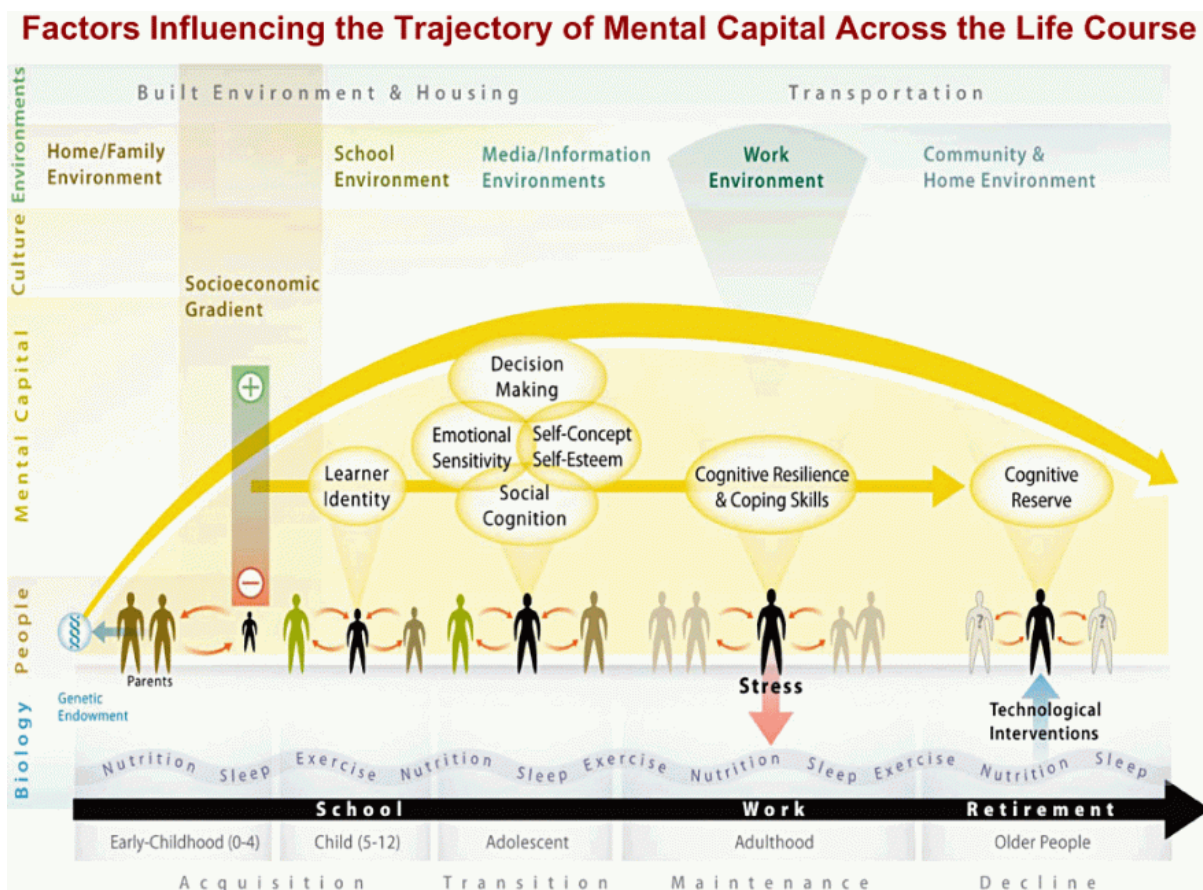 Factors Influencing the Trajectory of Mental Capital Across the Life Course
Environments
Culture
Mental Capital
People
Biology
Built Environment & Housing
Transportation
Home/Family
Environment
School
Environment
Media/Information
Environments
Work
Environment
Community &
Home Environment
Socioeconomic
Gradient
+
−
Decision
Making
Emotional
Sensitivity
Self-Concept
Self-Esteem
Social
Cognition
Learner
Identity
Cognitive Resilience
& Coping Skills
Cognitive
Reserve
Parents
Genetic
Endowment
?
?
Stress
Technological
Interventions
Nutrition Sleep Exercise Nutrition Sleep Exercise Nutrition Sleep Exercise Nutrition Sleep
School Work Retirement
Early-Childhood (0-4) Child (5-12) Adolescent Adulthood Older People
Acquisition Transition Maintenance Decline